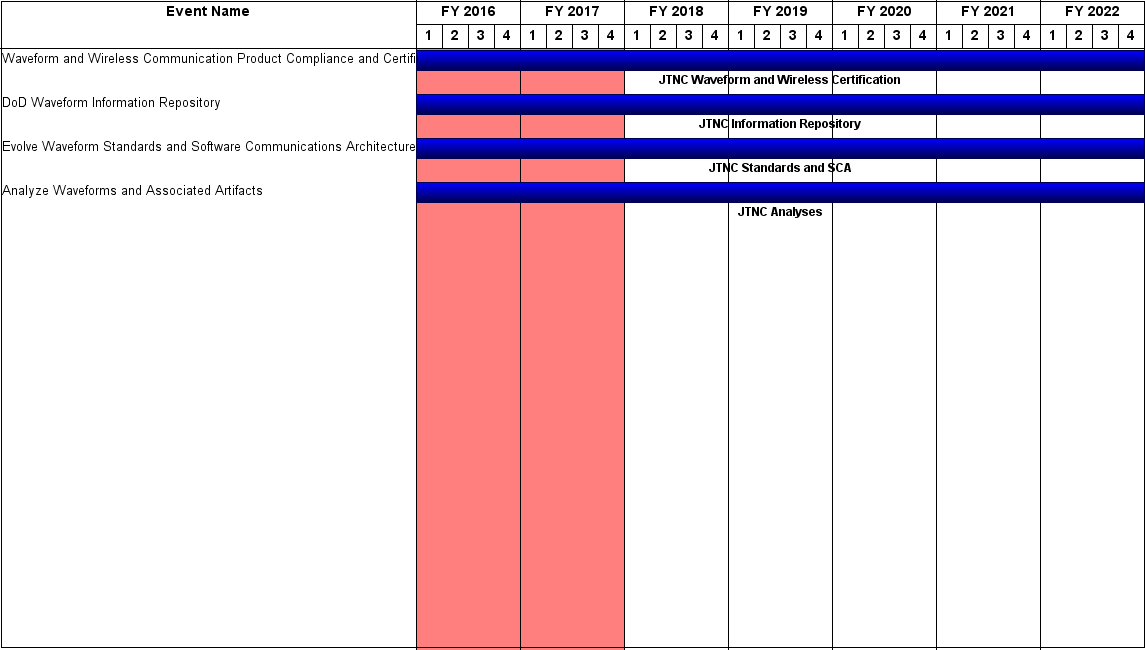 Event Name FY 2016 FY 2017 FY 2018 FY 2019 FY 2020 FY 2021 FY 2022
1 2 3 4 1 2 3 4 1 2 3 4 1 2 3 4 1 2 3 4 1 2 3 4 1 2 3 4
Waveform and Wireless Communication Product Compliance and Certifi
JTNC Waveform and Wireless Certification
DoD Waveform Information Repository
JTNC Information Repository
Evolve Waveform Standards and Software Communications Architecture
JTNC Standards and SCA
Analyze Waveforms and Associated Artifacts
JTNC Analyses